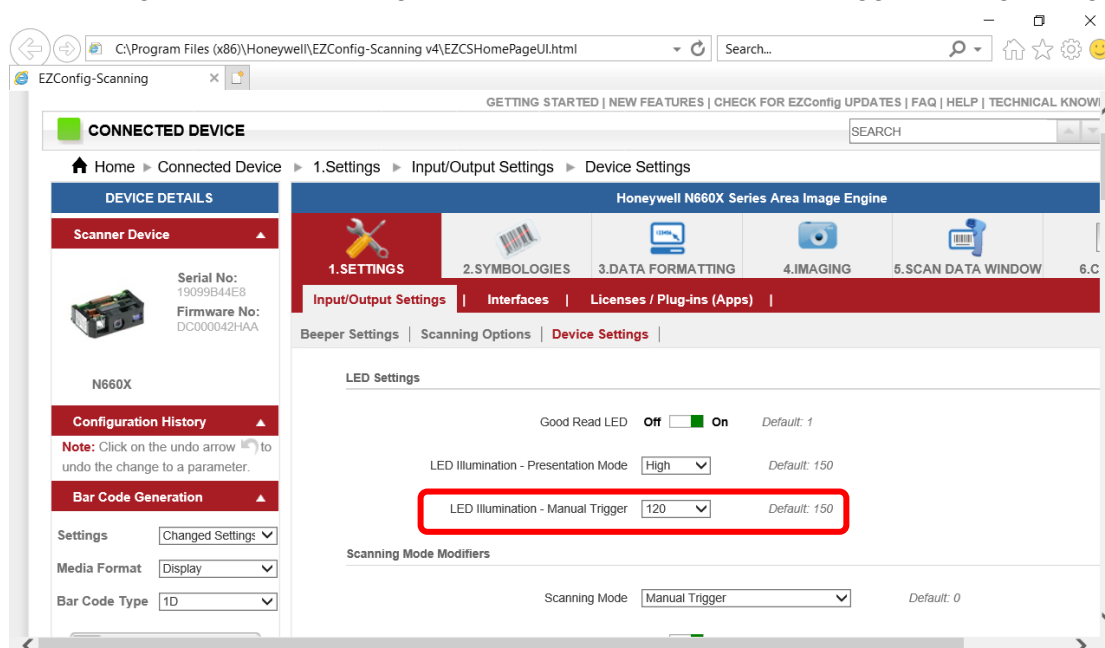 C:\Program Files (x86)\Honeywell\EZConfig-Scanning v4\EZCSHomePageUI.html
Search...
EZConfig-Scanning
GETTING STARTED | NEW FEATURES | CHECK FOR EZConfig UPDATES | FAQ | HELP | TECHNICAL KNOW
CONNECTED DEVICE
SEARCH
Home Connected Device 1.Settings Input/Output Settings Device Settings
DEVICE DETAILS
Honeywell N660X Series Area Image Engine
Scanner Device
Serial No:
19099B44E8
Firmware No:
DC000042HAA
N660X
1.SETTINGS
2.SYMBOLOGIES
3.DATA FORMATTING
4.IMAGING
5.SCAN DATA WINDOW
6.C
Input/Output Settings | Interfaces | Licenses / Plug-ins (Apps) |
Beeper Settings | Scanning Options | Device Settings |
Configuration History
Note: Click on the undo arrow to
undo the change to a parameter.
Bar Code Generation
Settings Changed Settings
Media Format Display
Bar Code Type 1D
LED Settings
Good Read LED Off On Default: 1
LED Illumination - Presentation Mode High Default: 150
LED Illumination - Manual Trigger 120 Default: 150
Scanning Mode Modifiers
Scanning Mode Manual Trigger Default: 0